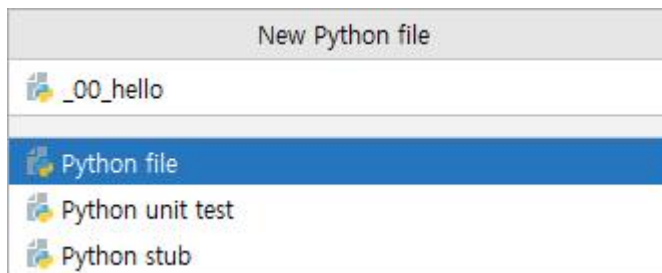 New Python file
_00_hello
Python file
Python unit test
Python stub